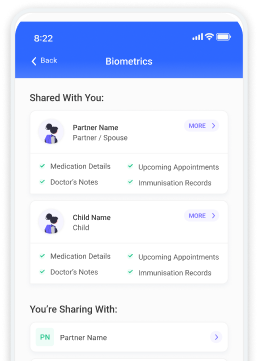 8:22
Back
Biometrics
Shared With You:
Partner Name
MORE
Partner / Spouse
Medication Details
Upcoming Appointments
Doctor's Notes
Immunisation Records
Child Name
MORE
Child
Medication Details
Upcoming Appointments
Doctor's Notes
Immunisation Records
You're Sharing With:
PN
Partner Name